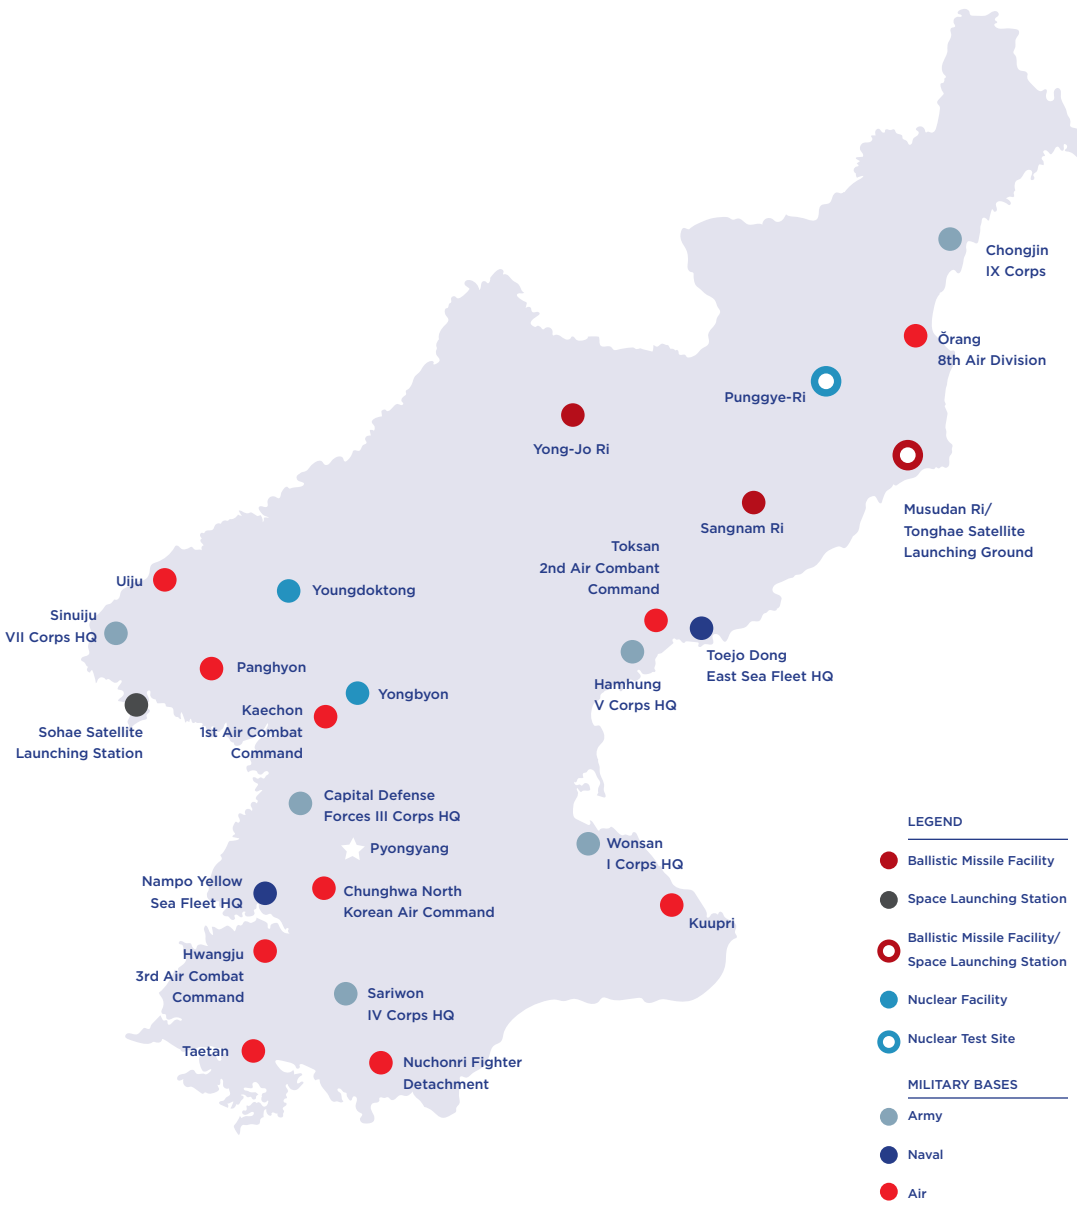 Chongjin
IX Corps
Ŏrang
8th Air Division
Punggye-Ri
Yong-Jo Ri
Musudan Ri/
Tonghae Satellite
Launching Ground
Sangnam Ri
Toksan
2nd Air Combant
Command
Uiju
Youngdoktong
Sinuiju
VII Corps HQ
Toejo Dong
East Sea Fleet HQ
Panghyon
Hamhung
V Corps HQ
Yongbyon
Kaechon
1st Air Combat
Command
Sohae Satellite
Launching Station
Capital Defense
Forces III Corps HQ
Pyongyang
Wonsan
I Corps HQ
Nampo Yellow
Sea Fleet HQ
Chunghwa North
Korean Air Command
Kuupri
Hwangju
3rd Air Combat
Command
Sariwon
IV Corps HQ
Taetan
Nuchonri Fighter
Detachment
LEGEND
Ballistic Missile Facility
Space Launching Station
Ballistic Missile Facility/
Space Launching Station
Nuclear Facility
Nuclear Test Site
MILITARY BASES
Army
Naval
Air